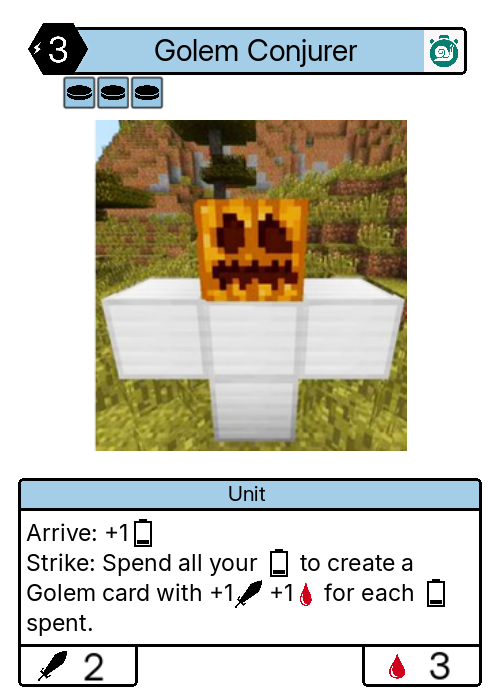 3 Golem Conjurer
Unit
Arrive: +1
Strike: Spend all your to create a
Golem card with +1 +1 for each
spent.
2 3